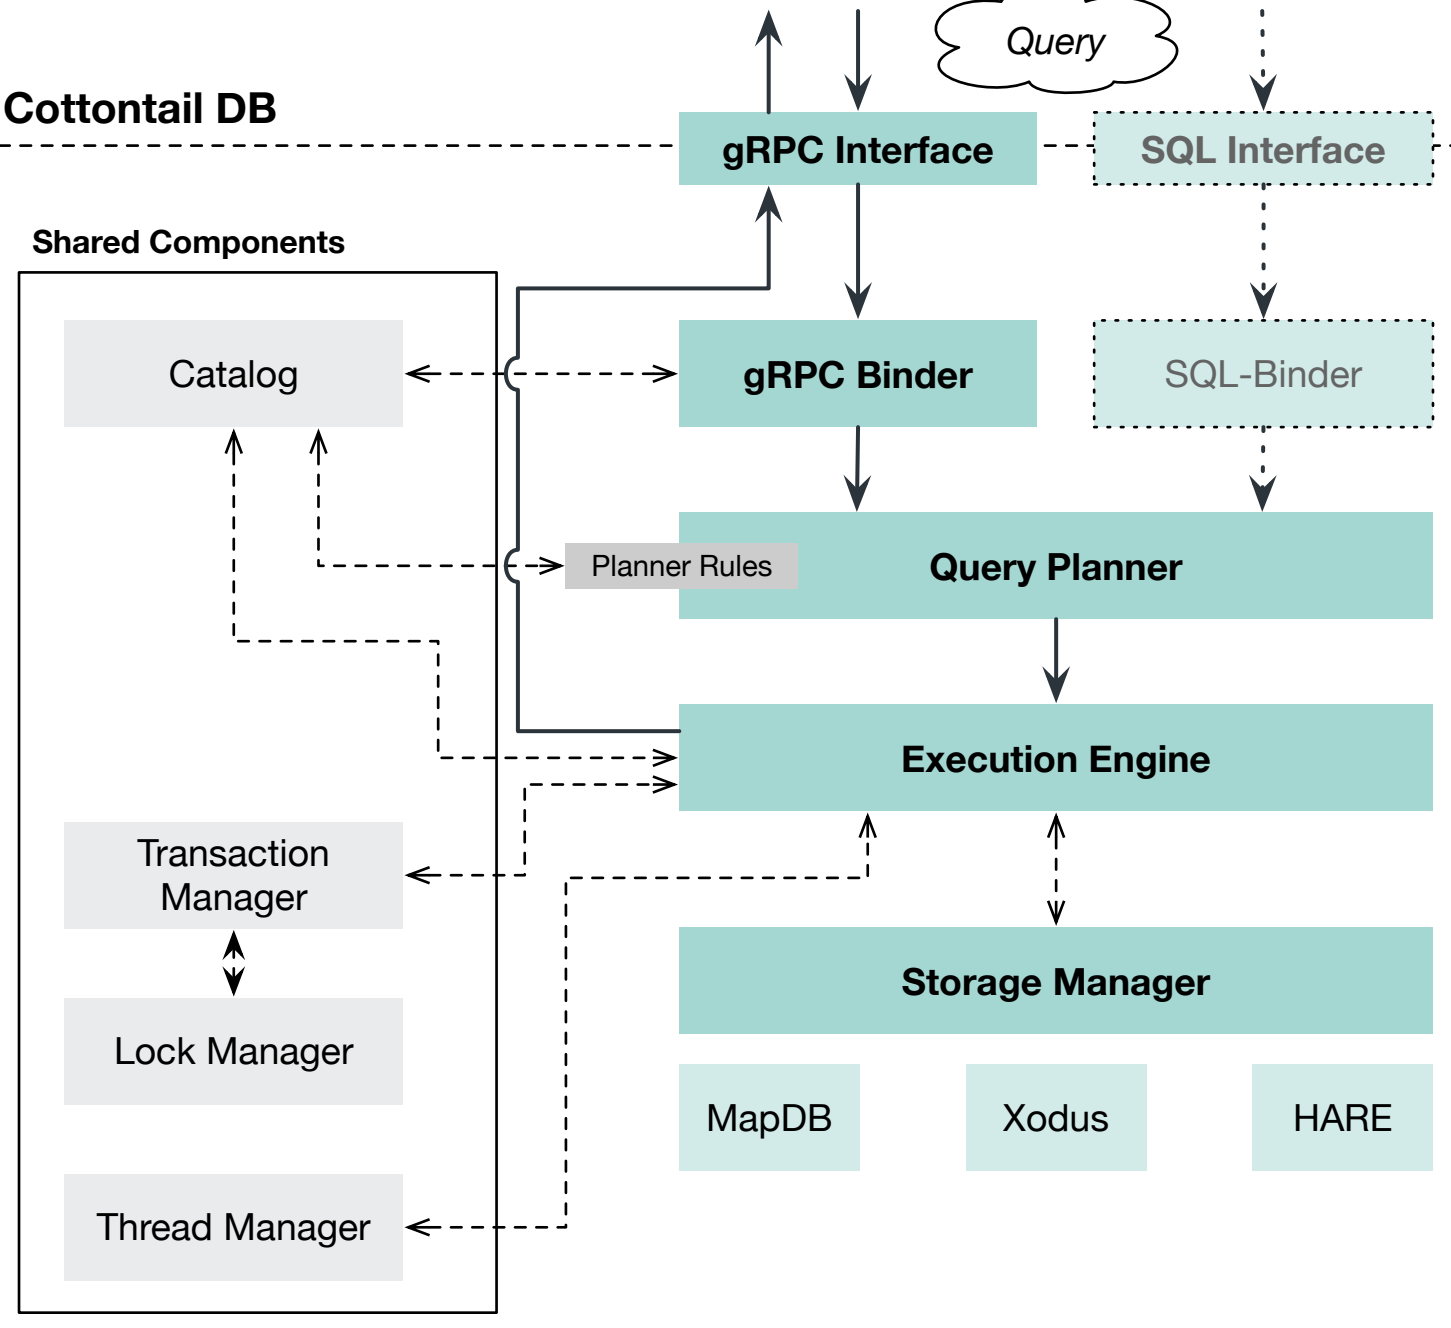 Query
Cottontail DB
gRPC Interface
SQL Interface
Shared Components
Catalog
gRPC Binder
SQL-Binder
Planner Rules
Query Planner
Execution Engine
Transaction
Manager
Storage Manager
Lock Manager
MapDB
Xodus
HARE
Thread Manager